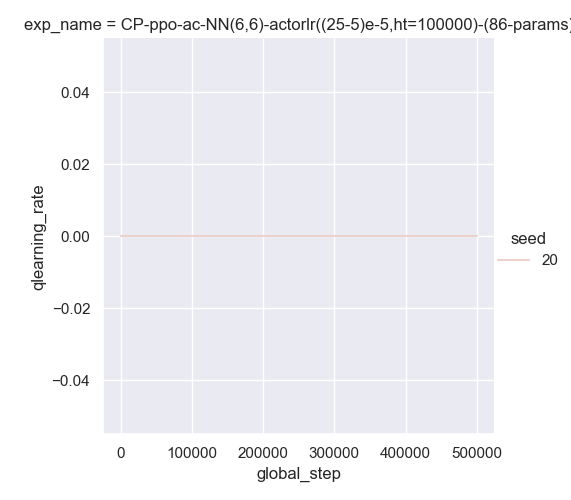 exp_name = CP-ppo-ac-NN(6,6)-actorlr((25-5)e-5,ht=100000)-(86-params)
0.04
0.02
0.00
−0.02
−0.04
qlearning_rate
seed
20
0 100000 200000 300000 400000 500000
global_step